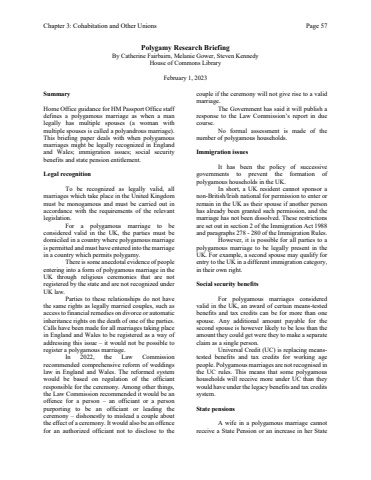 Chapter 3: Cohabitation and Other Unions
Page 57
Polygamy Research Briefing
By Catherine Fairbairn, Melanie Gower, Steven Kennedy
House of Commons Library
February 1, 2023
Summary
Home Office guidance for HM Passport Office staff
defines a polygamous marriage as when a man
legally has multiple spouses (a woman with
multiple spouses is called a polyandrous marriage).
This briefing paper deals with when polygamous
marriages might be legally recognized in England
and Wales; immigration issues; social security
benefits and state pension entitlement.
Legal recognition
To be recognized as legally valid, all
marriages which take place in the United Kingdom
must be monogamous and must be carried out in
accordance with the requirements of the relevant
legislation.
For a polygamous marriage to be
considered valid in the UK, the parties must be
domiciled in a country where polygamous marriage
is permitted and must have entered into the marriage
in a country which permits polygamy.
There is some anecdotal evidence of people
entering into a form of polygamous marriage in the
UK through religious ceremonies that are not
registered by the state and are not recognized under
UK law.
Parties to these relationships do not have
the same rights as legally married couples, such as
access to financial remedies on divorce or automatic
inheritance rights on the death of one of the parties.
Calls have been made for all marriages taking place
in England and Wales to be registered as a way of
addressing this issue – it would not be possible to
register a polygamous marriage.
In 2022, the Law Commission
recommended comprehensive reform of weddings
law in England and Wales. The reformed system
would be based on regulation of the officiant
responsible for the ceremony. Among other things,
the Law Commission recommended it would be an
offence for a person – an officiant or a person
purporting to be an officiant or leading the
ceremony – dishonestly to mislead a couple about
the effect of a ceremony. It would also be an offence
for an authorized officiant not to disclose to the
couple if the ceremony will not give rise to a valid
marriage.
The Government has said it will publish a
response to the Law Commission's report in due
course.
No formal assessment is made of the
number of polygamous households.
Immigration issues
It has been the policy of successive
governments to prevent the formation of
polygamous households in the UK.
In short, a UK resident cannot sponsor a
non-British/Irish national for permission to enter or
remain in the UK as their spouse if another person
has already been granted such permission, and the
marriage has not been dissolved. These restrictions
are set out in section 2 of the Immigration Act 1988
and paragraphs 278 - 280 of the Immigration Rules.
However, it is possible for all parties to a
polygamous marriage to be legally present in the
UK. For example, a second spouse may qualify for
entry to the UK in a different immigration category,
in their own right.
Social security benefits
For polygamous marriages considered
valid in the UK, an award of certain means-tested
benefits and tax credits can be for more than one
spouse. Any additional amount payable for the
second spouse is however likely to be less than the
amount they could get were they to make a separate
claim as a single person.
Universal Credit (UC) is replacing means-
tested benefits and tax credits for working age
people. Polygamous marriages are not recognised in
the UC rules. This means that some polygamous
households will receive more under UC than they
would have under the legacy benefits and tax credits
system.
State pensions
A wife in a polygamous marriage cannot
receive a State Pension or an increase in her State